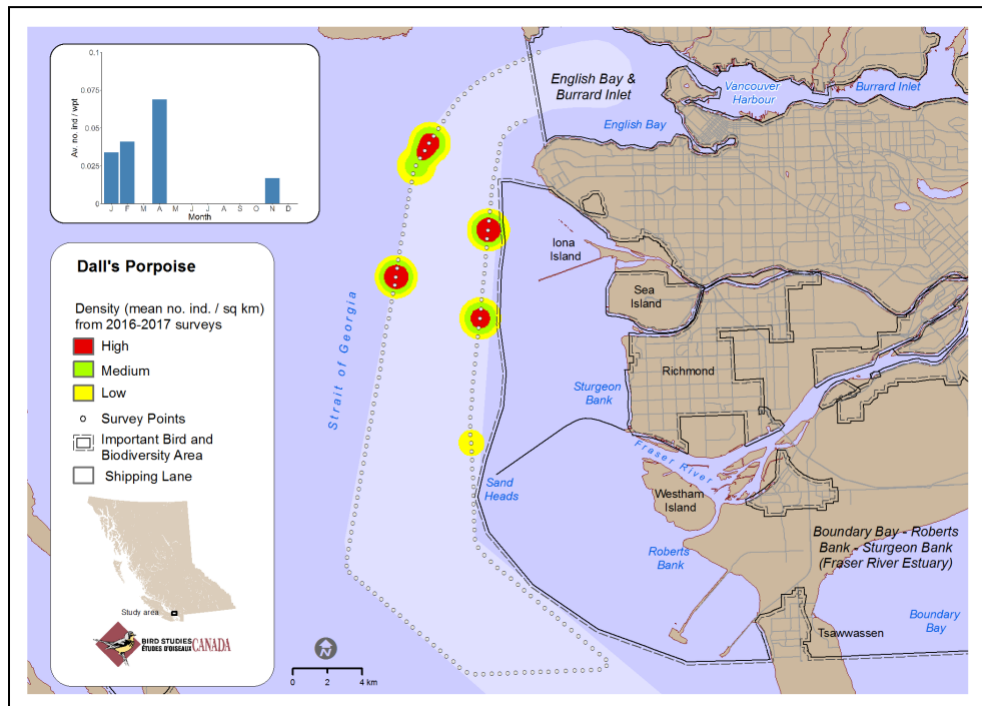 0.1
0.075
0.05
0.025
0
Av. no. ind / wpt
J F M A M J J A S O N D
Month
Dall's Porpoise
Density (mean no. ind. / sq km)
from 2016-2017 surveys
High
Medium
Low
Survey Points
Important Bird and
Biodiversity Area
Shipping Lane
Study area
BIRD STUDIES
ÉTUDES D'OISEAUX
CANADA
N
0 2 4 km
Strait of Georgia
English Bay &
Burrard Inlet
Vancouver
Harbour
Burrard Inlet
English Bay
Iona
Island
Sea
Island
Richmond
Sturgeon
Bank
Fraser River
Sand
Heads
Westham
Island
Roberts
Bank
Boundary Bay - Roberts
Bank - Sturgeon Bank
(Fraser River Estuary)
Boundary
Bay
Tsawwassen